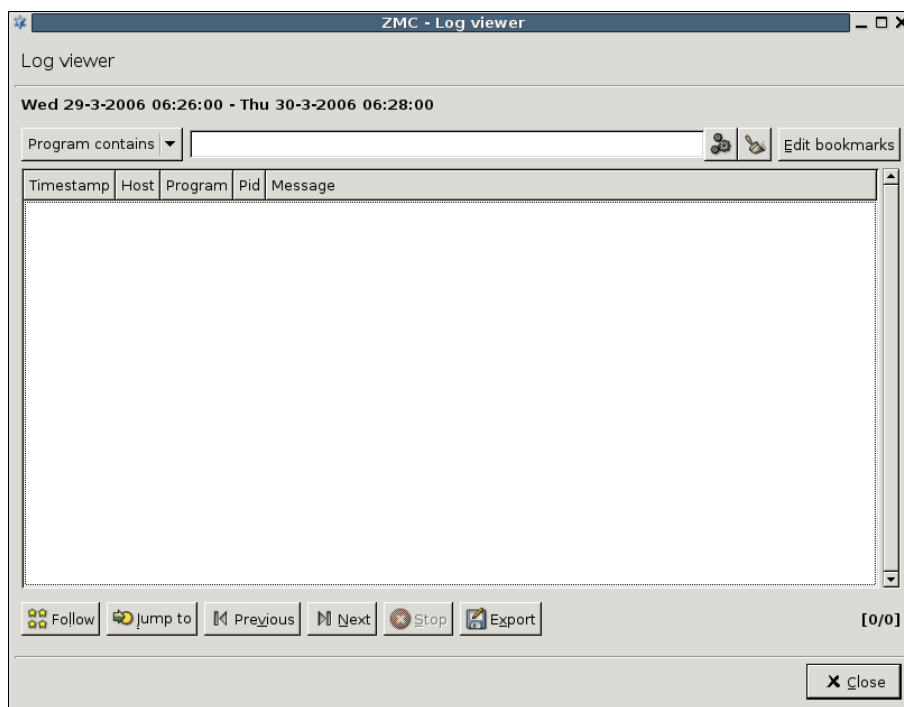 ZMC - Log viewer
Log viewer
Wed 29-3-2006 06:26:00 - Thu 30-3-2006 06:28:00
Program contains Edit bookmarks
Timestamp Host Program Pid Message
Follow Jump to Previous Next Stop Export [0/0]
Close